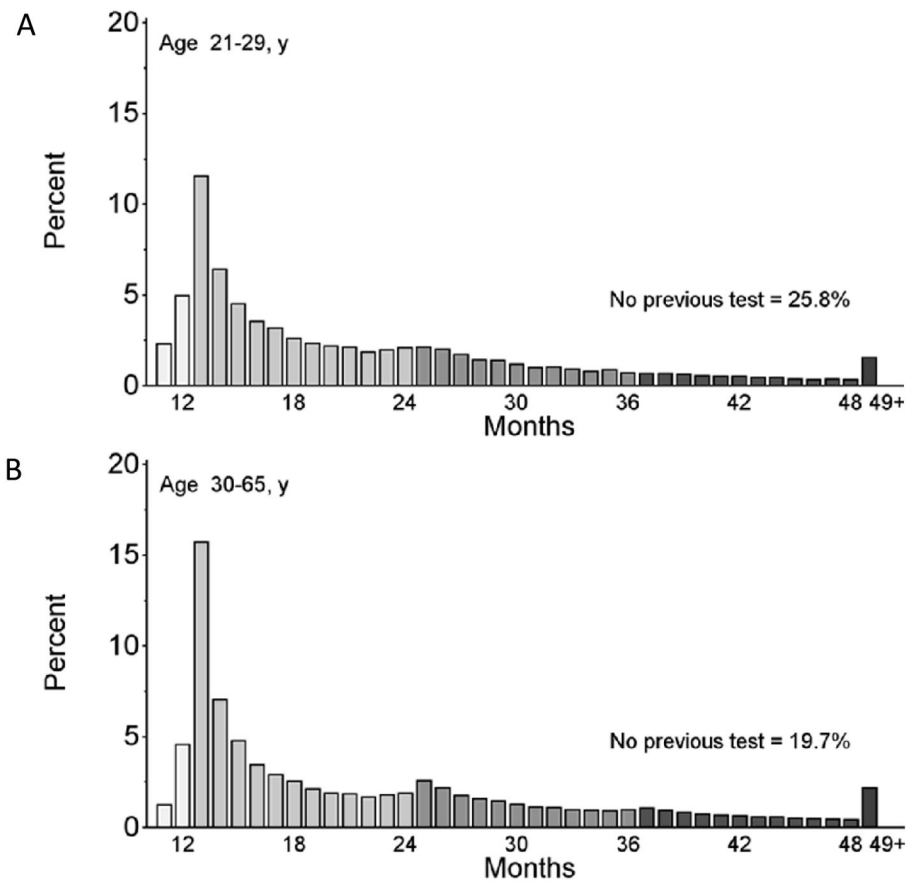 A
Age 21-29, y
20
15
10
5
0
Percent
No previous test = 25.8%
12 18 24 30 36 42 48 49+
Months
B
Age 30-65, y
20
15
10
5
0
Percent
No previous test = 19.7%
12 18 24 30 36 42 48 49+
Months